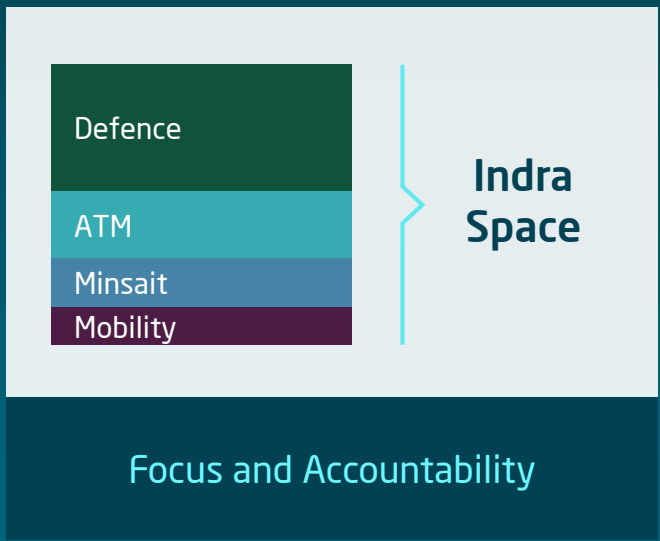 Defence
ATM
Minsait
Mobility
Indra
Space
Focus and Accountability